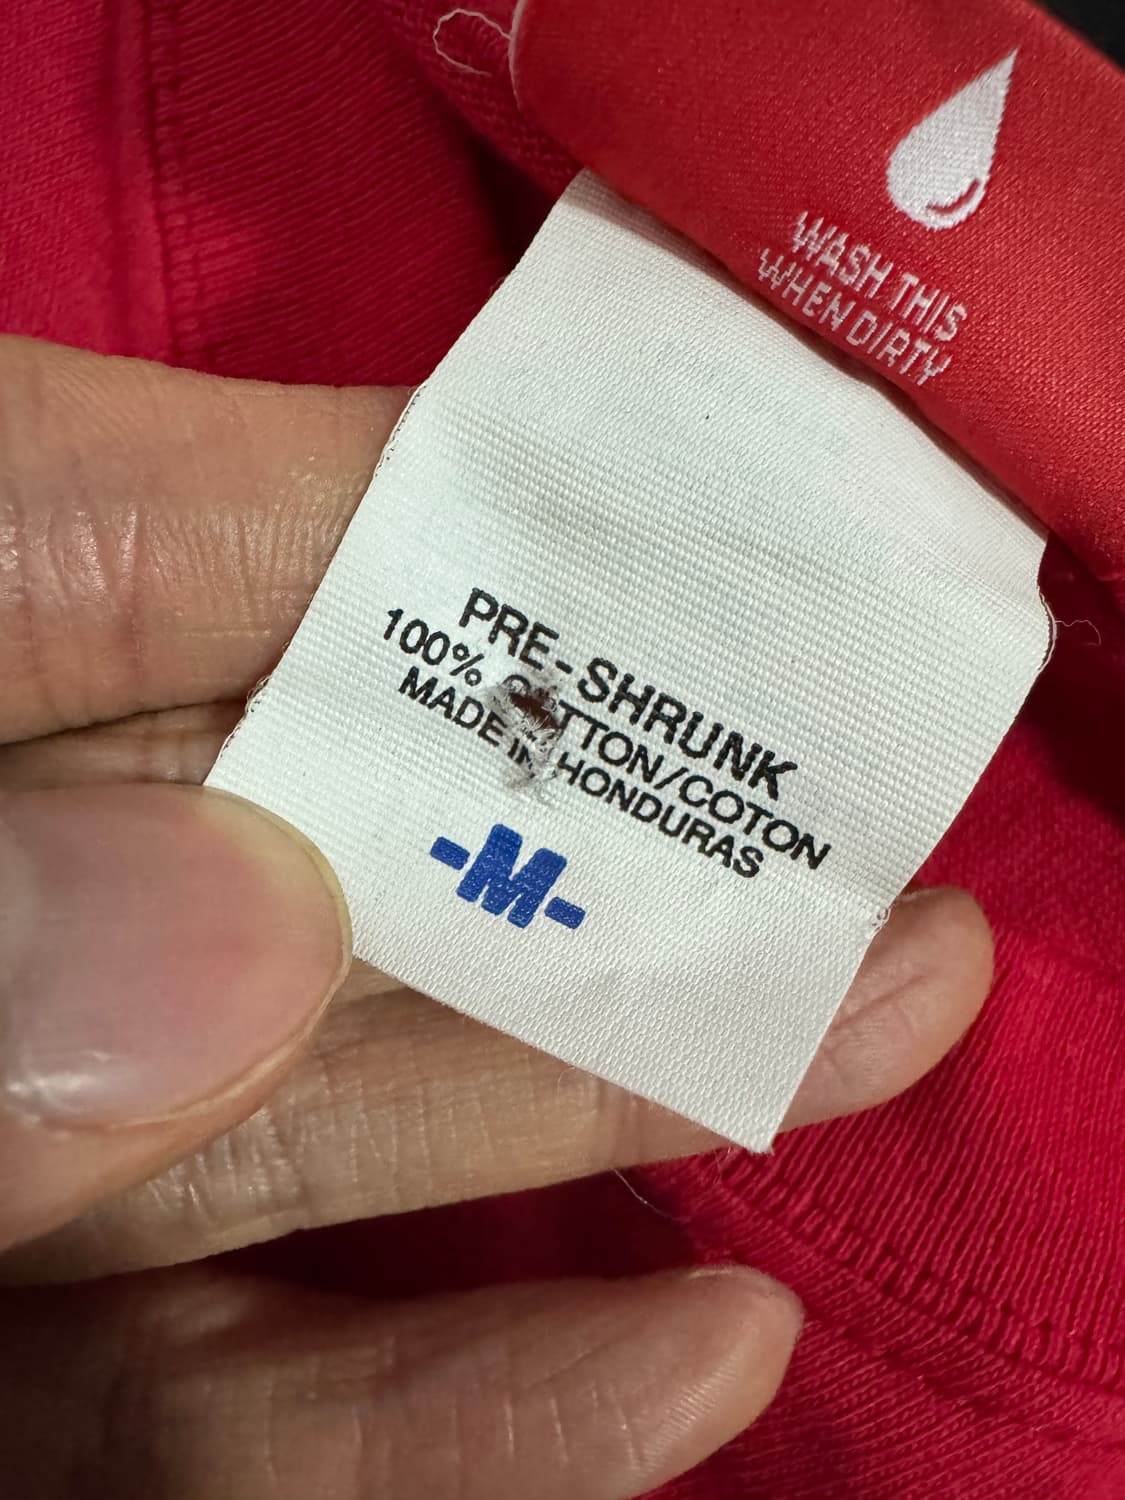 WASH THIS
WHEN DIRTY
PRE-SHRUNK
100% COTTON/COTON
MADE IN HONDURAS
-M-